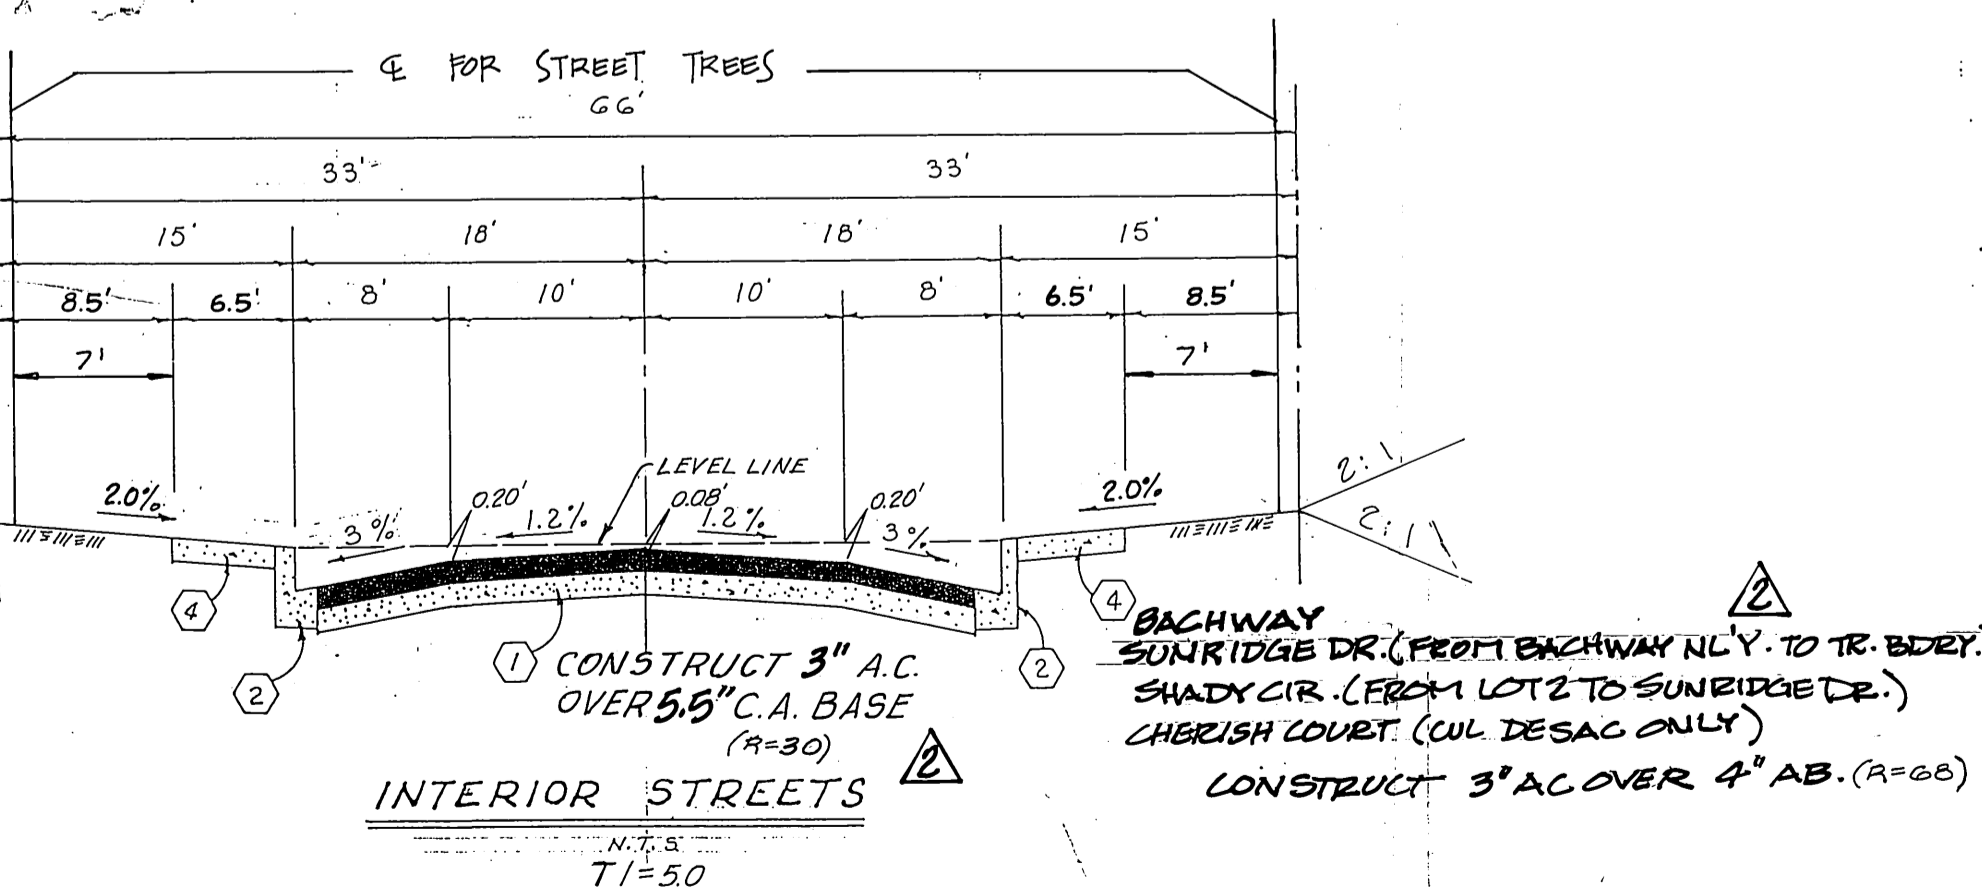 ℄ FOR STREET TREES
66'
33' 33'
15' 18' 18' 15'
8.5' 6.5' 8' 10' 10' 8' 6.5' 8.5'
7' 7'
2:1
2:1
LEVEL LINE
2.0% 0.20' 0.08' 0.20' 2.0%
3% 1.2% 1.2% 3%
4 4
2 1 2
CONSTRUCT 3" A.C.
OVER 5.5" C.A. BASE
(R=30)
2
INTERIOR STREETS
N.T.S
TI=5.0
2
BACHWAY
SUNRIDGE DR. (FROM BACHWAY NL'Y. TO TR. BDRY.
SHADY CIR. (FROM LOT 2 TO SUNRIDGE DR.)
CHERISH COURT (CUL DESAC ONLY)
CONSTRUCT 3" AC OVER 4" AB. (R=68)